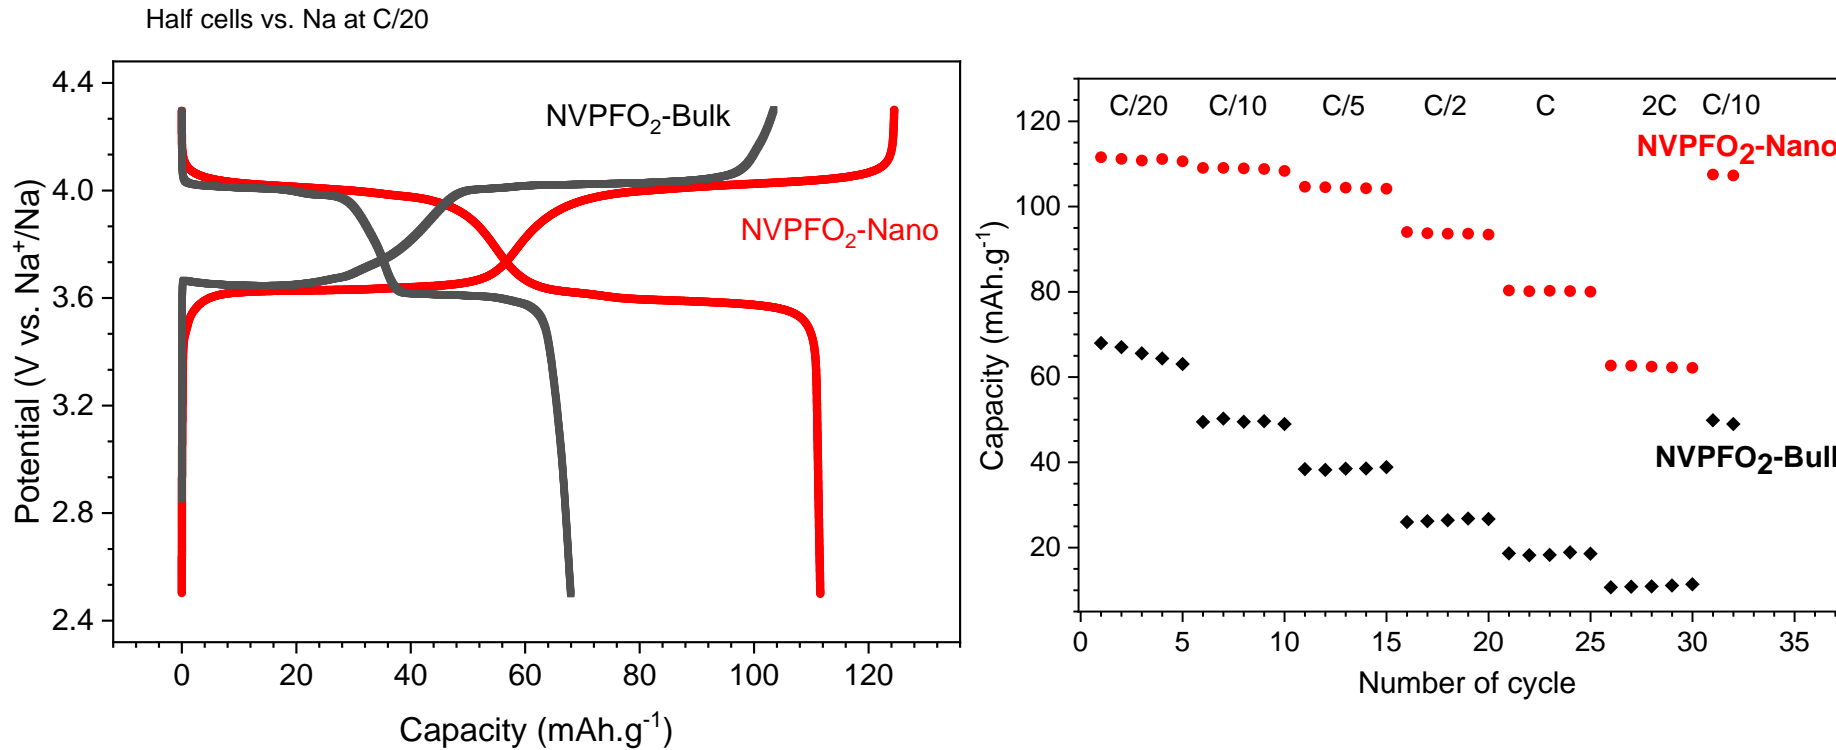 Half cells vs. Na at C/20
NVPFO2-Bulk
NVPFO2-Nano
4.4
4.0
3.6
3.2
2.8
2.4
Potential (V vs. Na⁺/Na)
0 20 40 60 80 100 120
Capacity (mAh.g⁻¹)
C/20 C/10 C/5 C/2 C 2C C/10
NVPFO₂-Nano
NVPFO₂-Bull
120
100
80
60
40
20
Capacity (mAh.g⁻¹)
0 5 10 15 20 25 30 35
Number of cycle